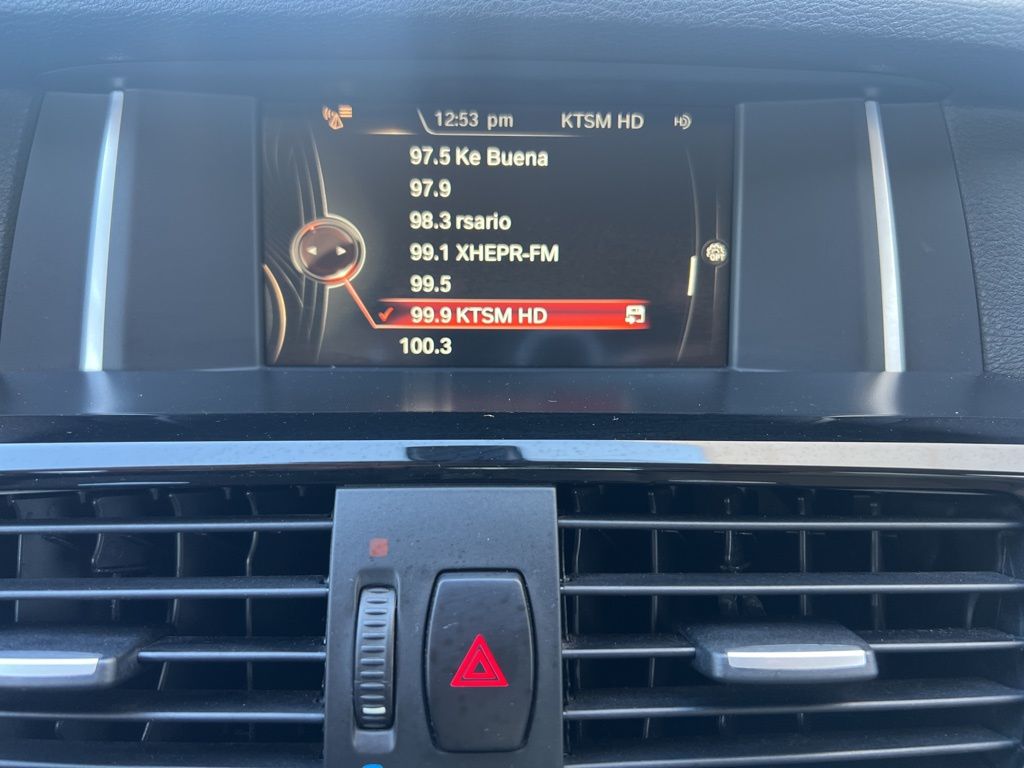 12:53 pm KTSM HD HD
97.5 Ke Buena
97.9
98.3 rsario
99.1 XHEPR-FM
99.5
99.9 KTSM HD
100.3